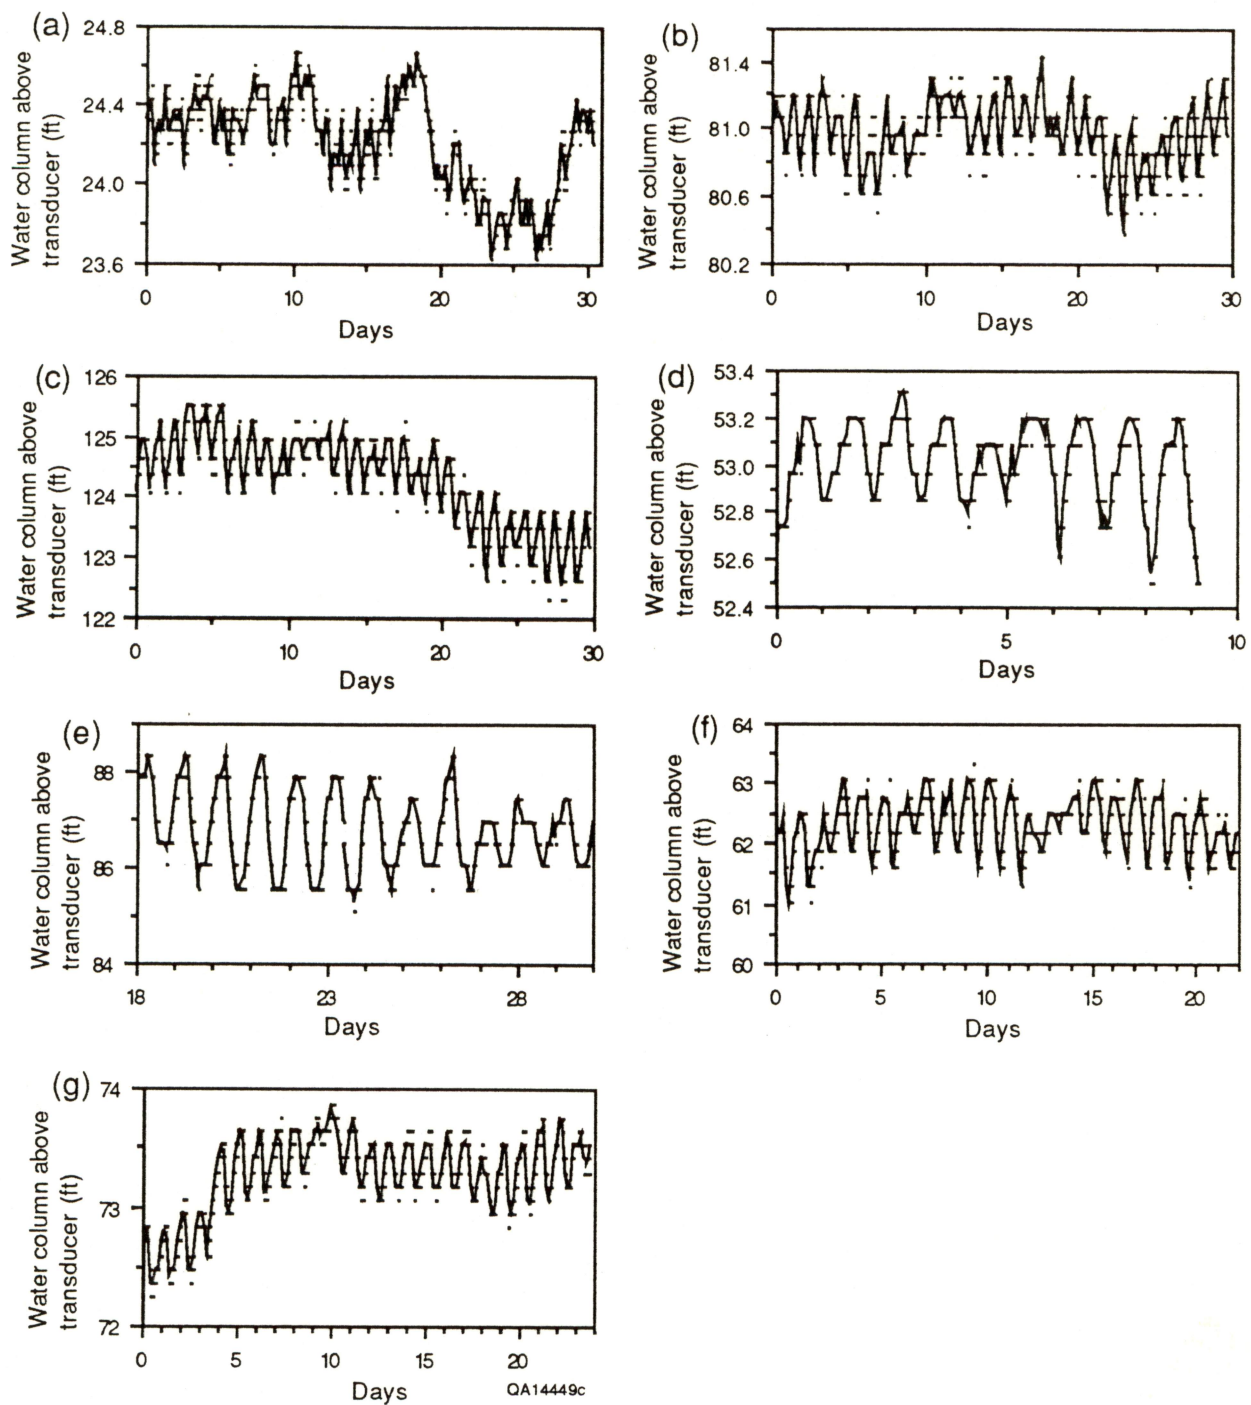 (a)
24.8
24.4
24.0
23.6
Water column above
transducer (ft)
0 10 20 30
Days
(b)
81.4
81.0
80.6
80.2
Water column above
transducer (ft)
0 10 20 30
Days
(c)
126
125
124
123
122
Water column above
transducer (ft)
0 10 20 30
Days
(d)
53.4
53.2
53.0
52.8
52.6
52.4
Water column above
transducer (ft)
0 5 10
Days
(e)
88
86
84
Water column above
transducer (ft)
18 23 28
Days
(f)
64
63
62
61
60
Water column above
transducer (ft)
0 5 10 15 20
Days
(g)
74
73
72
Water column above
transducer (ft)
0 5 10 15 20
Days
QA14449c